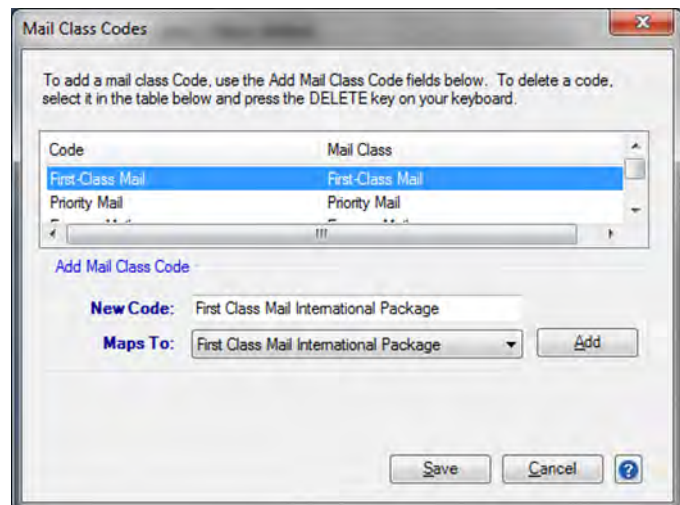 Mail Class Codes
To add a mail class Code, use the Add Mail Class Code fields below. To delete a code,
select it in the table below and press the DELETE key on your keyboard.
Code Mail Class
First-Class Mail First-Class Mail
Priority Mail Priority Mail
Add Mail Class Code
New Code: First Class Mail International Package
Maps To: First Class Mail International Package Add
Save Cancel ?